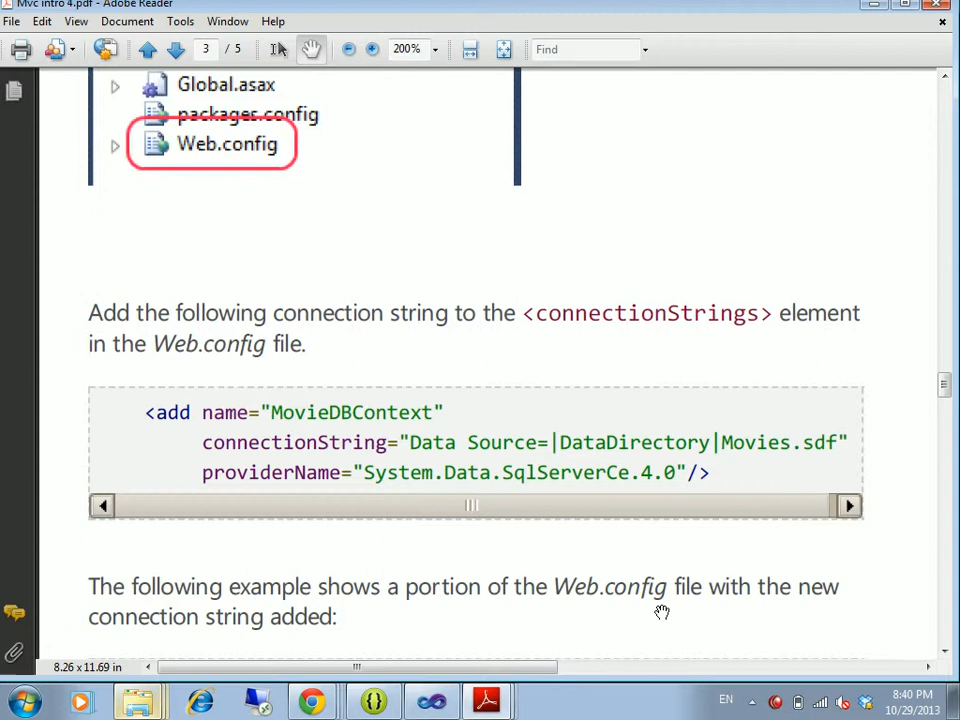 Mvc intro 4.pdf - Adobe Reader
File Edit View Document Tools Window Help
3 / 5 200% Find
Global.asax
packages.config
Web.config
Add the following connection string to the <connectionStrings> element
in the Web.config file.
<add name="MovieDBContext"
connectionString="Data Source=|DataDirectory|Movies.sdf"
providerName="System.Data.SqlServerCe.4.0"/>
The following example shows a portion of the Web.config file with the new
connection string added:
8.26 x 11.69 in
EN
8:40 PM
10/29/2013